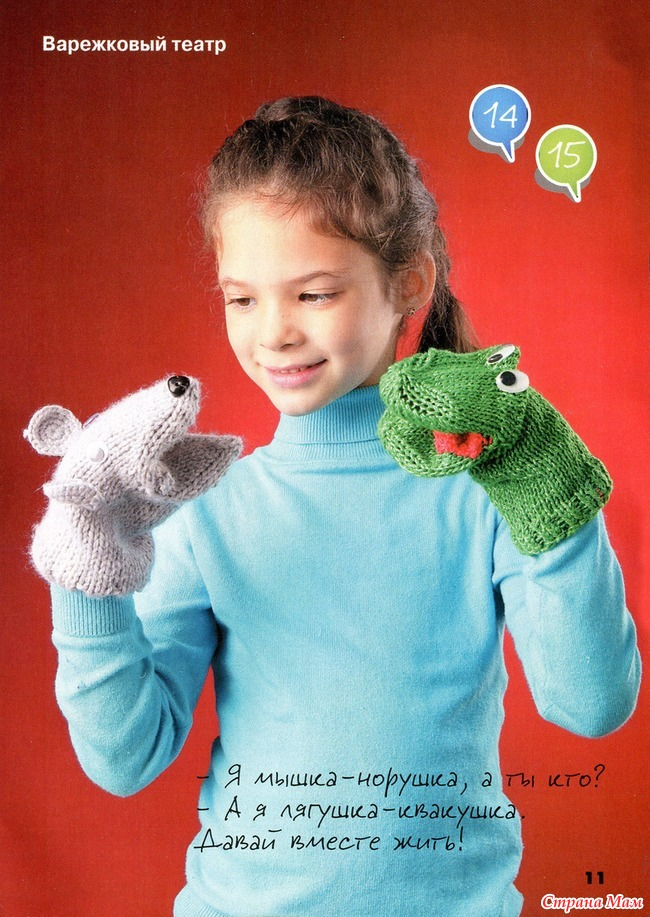 Варежковый театр
14
15
- Я мышка-норушка, а ты кто?
- А я лягушка-квакушка.
Давай вместе жить!
11
Страна Мам